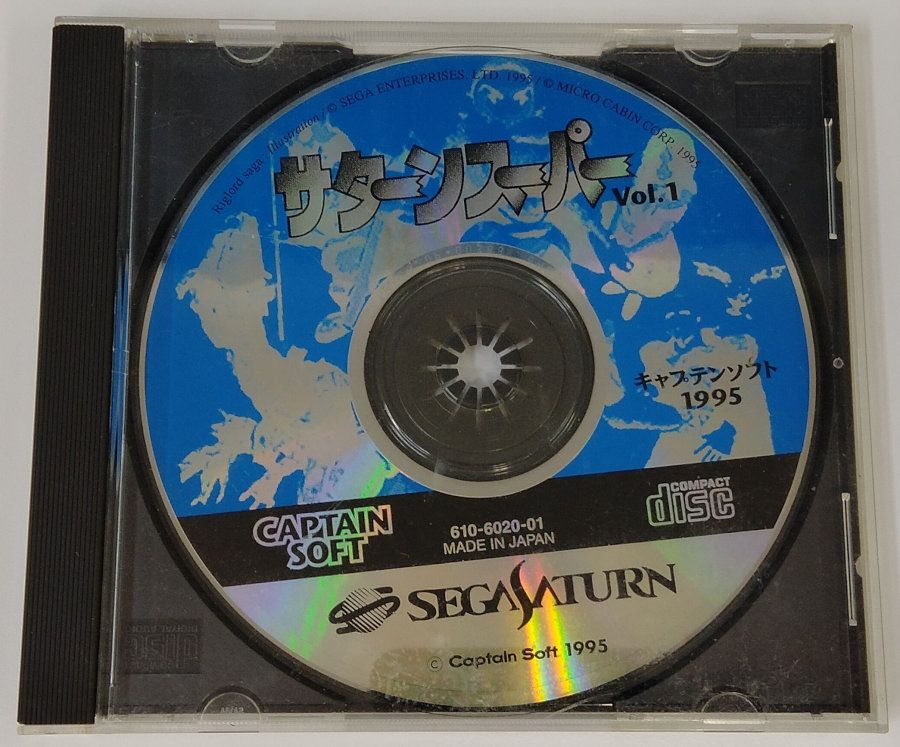 Riglord saga Illustration / © SEGA ENTERPRISES. LTD. 1995 / © MICRO CABIN CORP. 1995
サターンスーパー
Vol.1
キャプテンソフト
1995
CAPTAIN
SOFT
610-6020-01
MADE IN JAPAN
COMPACT
disc
SEGA SATURN
© Captain Soft 1995